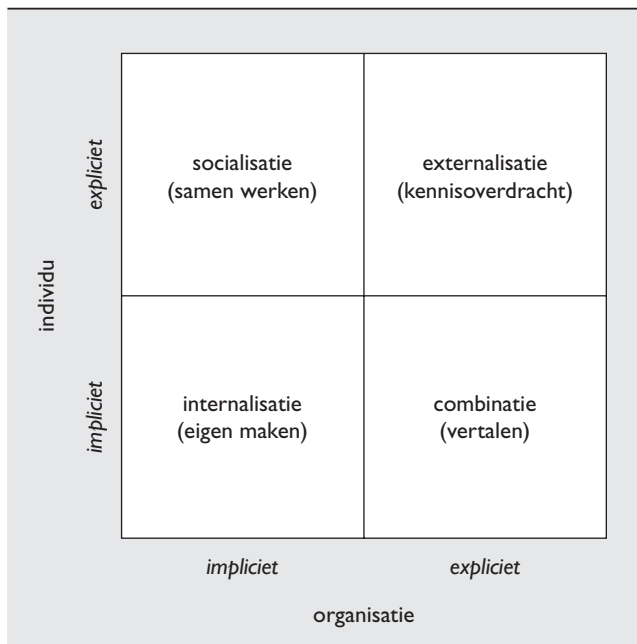 expliciet
socialisatie
(samen werken)
externalisatie
(kennisoverdracht)
individu
impliciet
internalisatie
(eigen maken)
combinatie
(vertalen)
impliciet
expliciet
organisatie